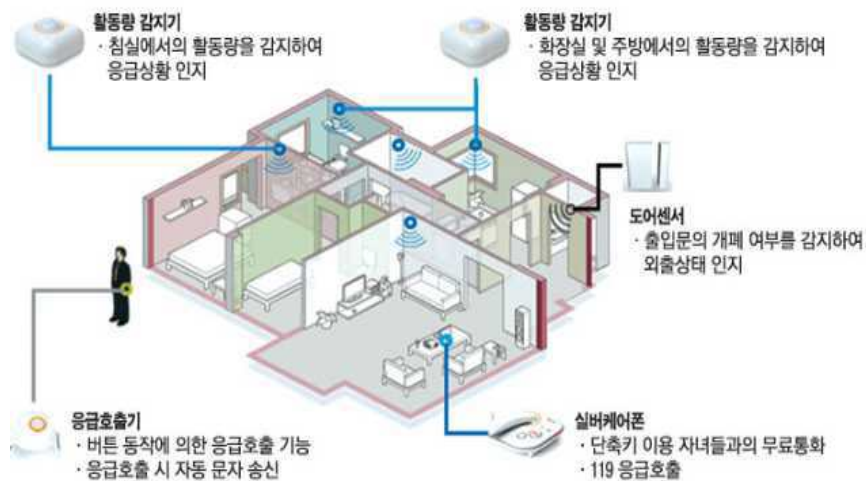 활동량 감지기
· 침실에서의 활동량을 감지하여
응급상황 인지
활동량 감지기
· 화장실 및 주방에서의 활동량을 감지하여
응급상황 인지
도어센서
· 출입문의 개폐 여부를 감지하여
외출상태 인지
응급호출기
· 버튼 동작에 의한 응급호출 기능
· 응급호출 시 자동 문자 송신
실버케어폰
· 단축키 이용 자녀들과의 무료통화
· 119 응급호출